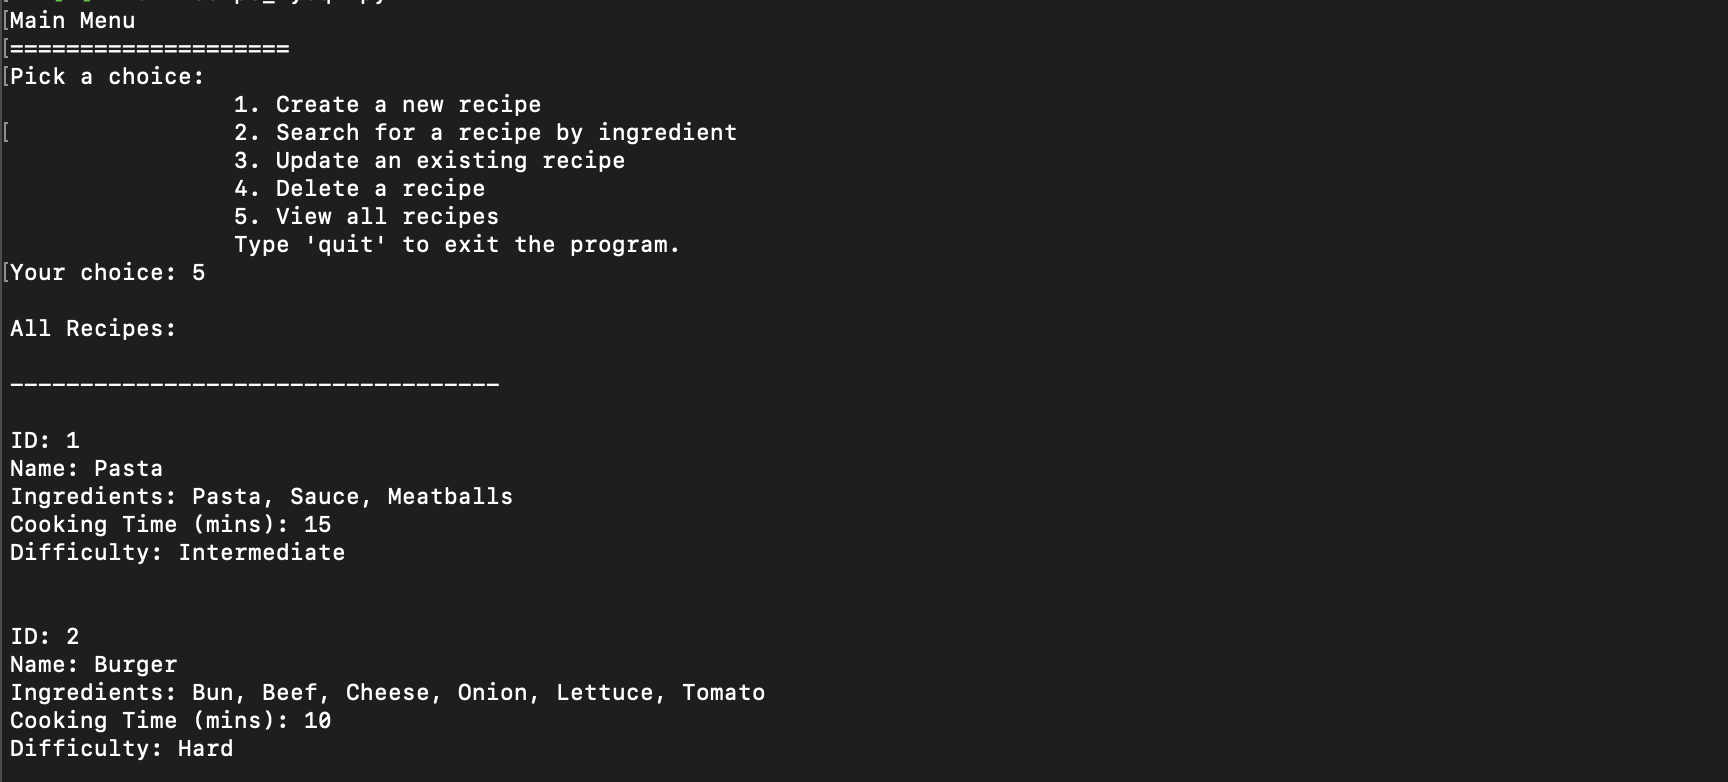 Main Menu
====================
Pick a choice:
1. Create a new recipe
2. Search for a recipe by ingredient
3. Update an existing recipe
4. Delete a recipe
5. View all recipes
Type 'quit' to exit the program.
Your choice: 5
All Recipes:
-----------------------------------
ID: 1
Name: Pasta
Ingredients: Pasta, Sauce, Meatballs
Cooking Time (mins): 15
Difficulty: Intermediate
ID: 2
Name: Burger
Ingredients: Bun, Beef, Cheese, Onion, Lettuce, Tomato
Cooking Time (mins): 10
Difficulty: Hard